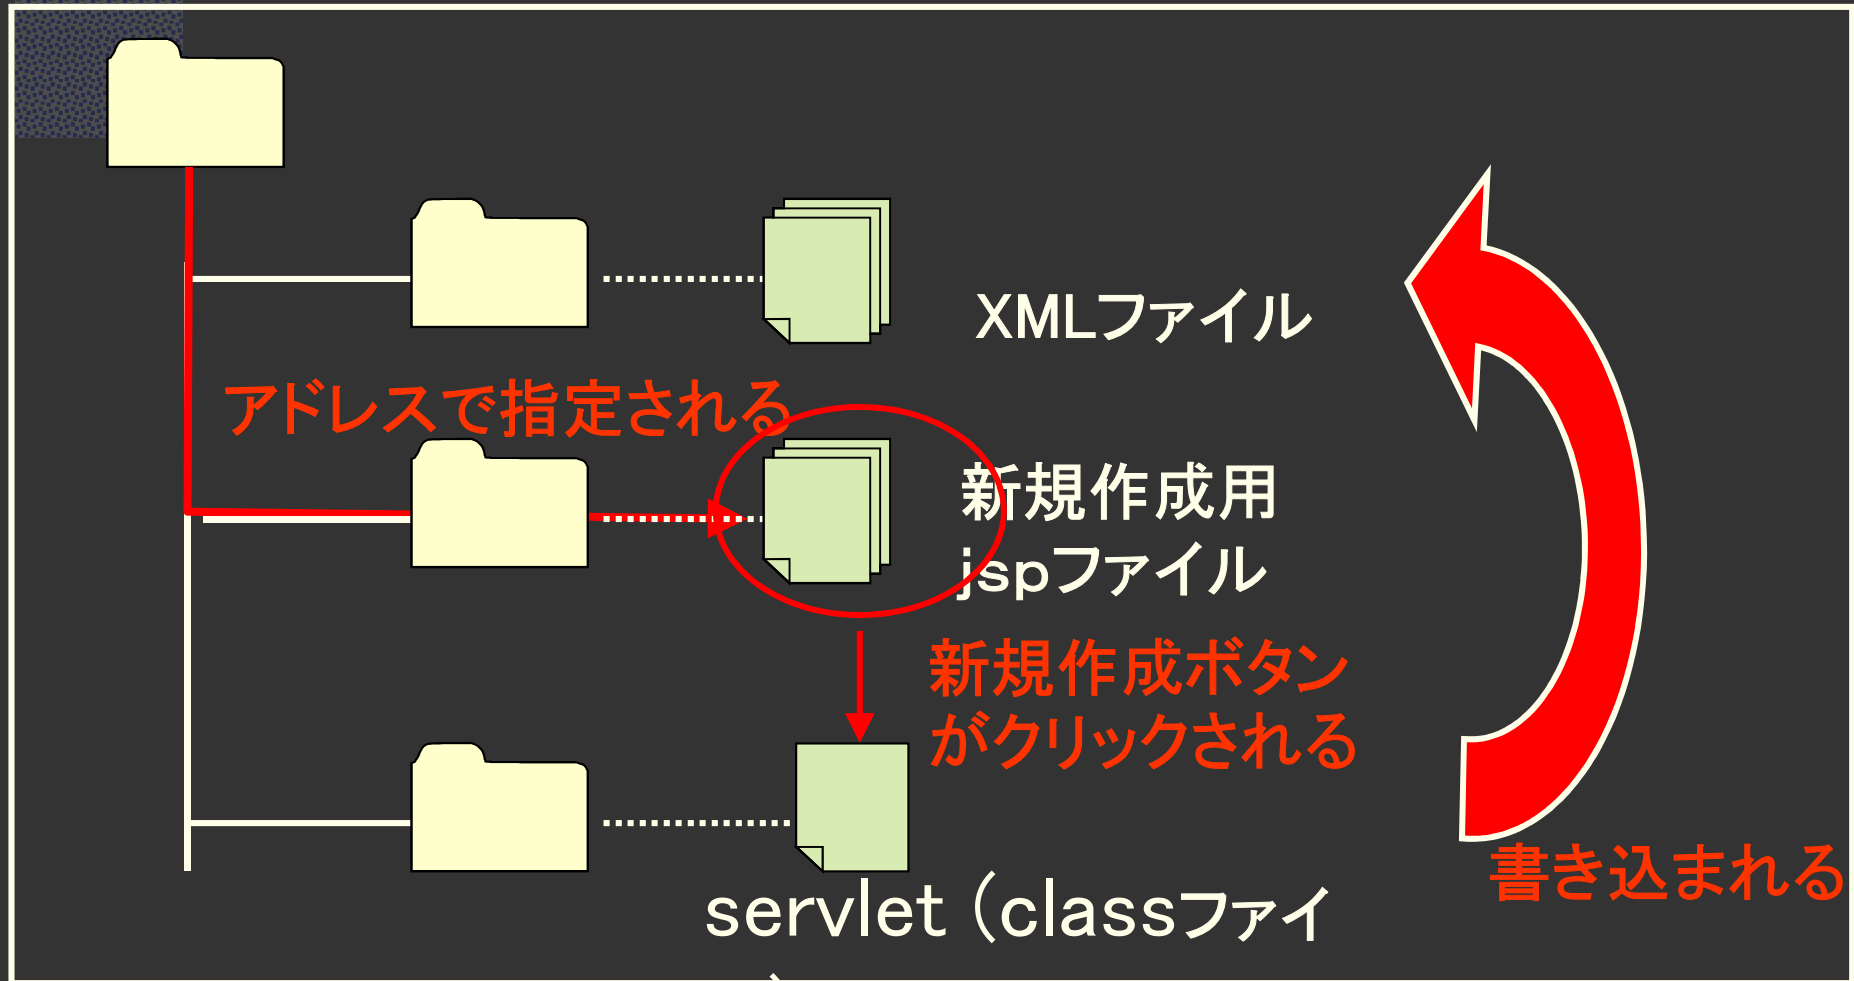 XMLファイル
アドレスで指定される
新規作成用
jspファイル
新規作成ボタン
がクリックされる
書き込まれる
servlet（classファイ